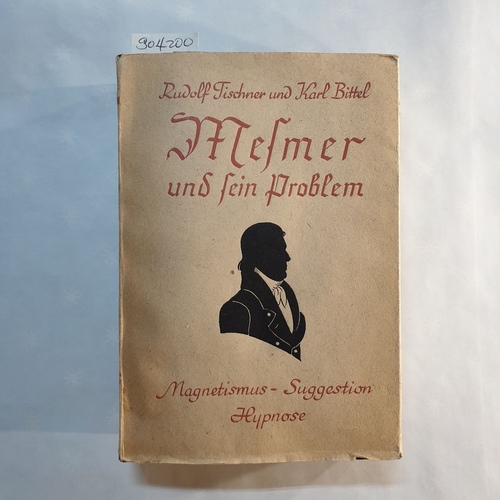 904200
Rudolf Tischner und Karl Bittel
Meſmer
und ſein Problem
Magnetismus - Suggestion
Hypnose